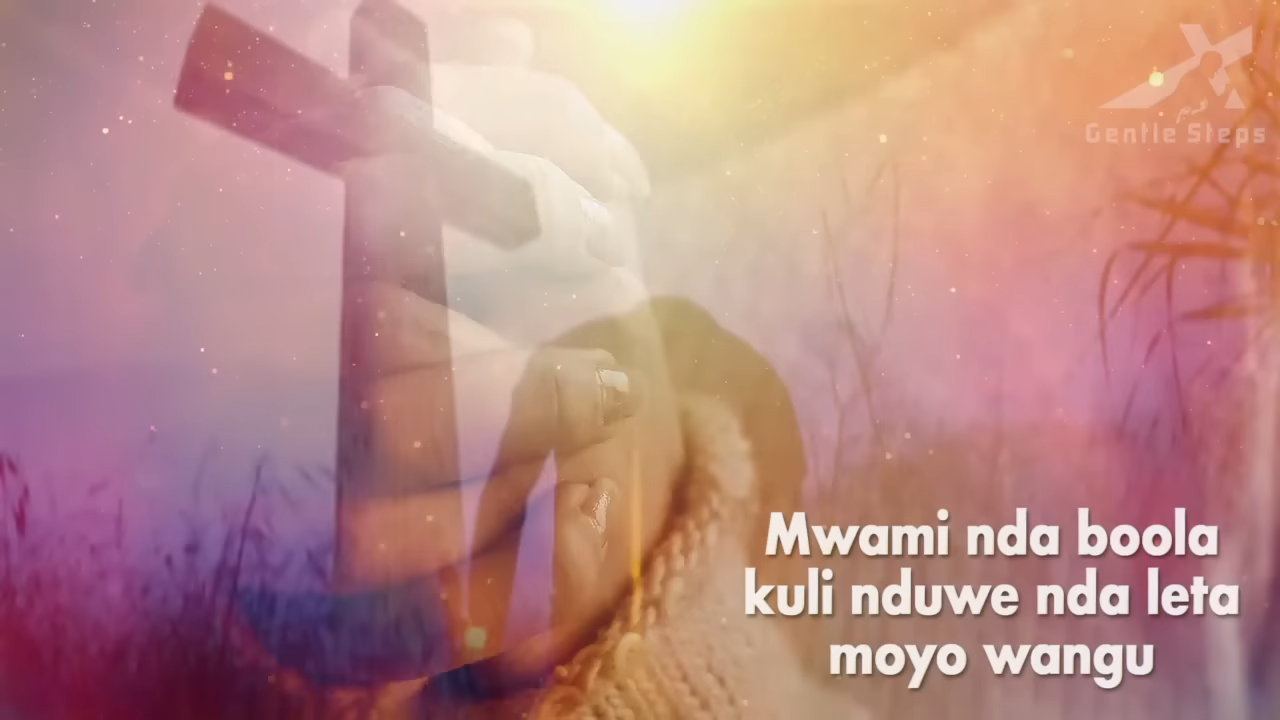 Gentle Steps
Mwami nda boola
kuli nduwe nda leta
moyo wangu